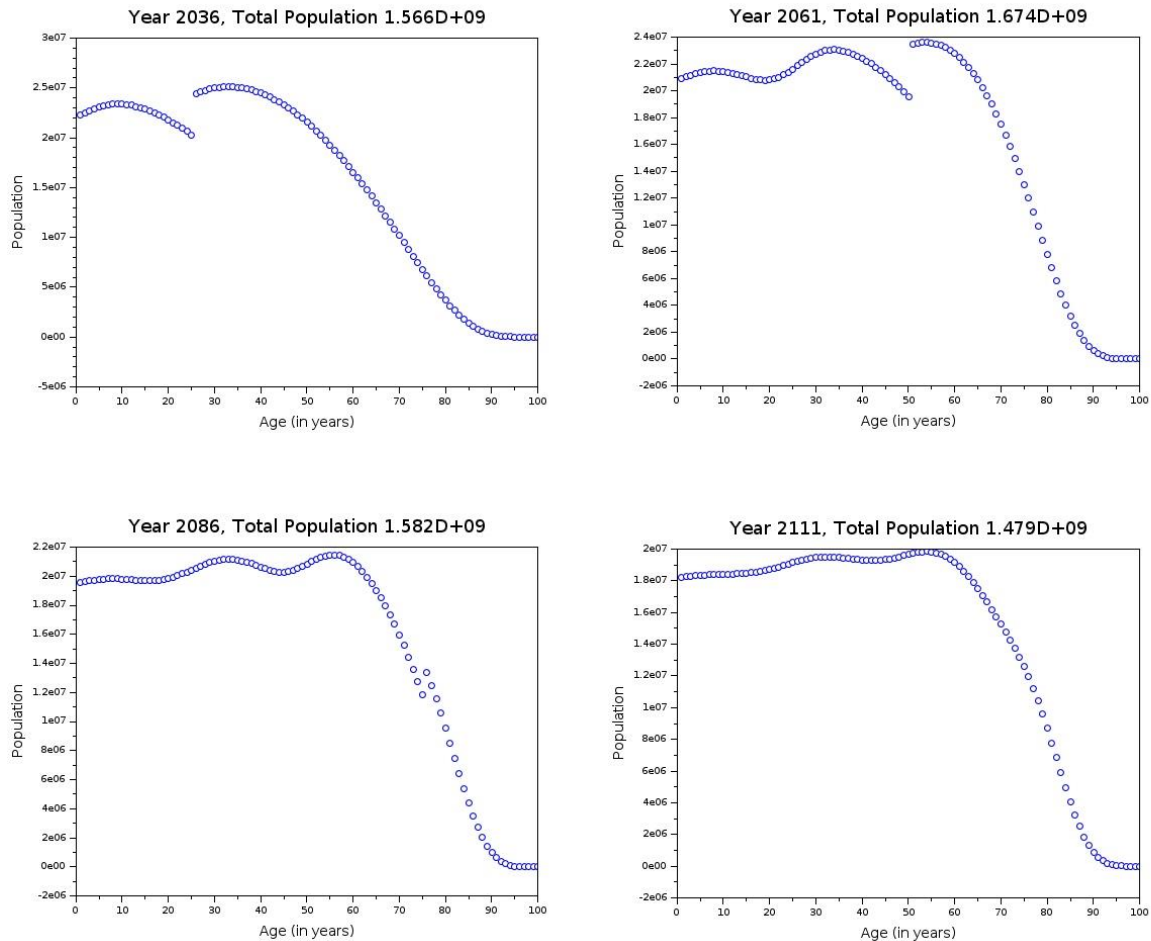 Year 2036, Total Population 1.566D+09
3e07
2.5e07
2e07
1.5e07
1e07
5e06
0e00
-5e06
Population
0 10 20 30 40 50 60 70 80 90 100
Age (in years)
Year 2061, Total Population 1.674D+09
2.4e07
2.2e07
2e07
1.8e07
1.6e07
1.4e07
1.2e07
1e07
8e06
6e06
4e06
2e06
0e00
-2e06
Population
0 10 20 30 40 50 60 70 80 90 100
Age (in years)
Year 2086, Total Population 1.582D+09
2.2e07
2e07
1.8e07
1.6e07
1.4e07
1.2e07
1e07
8e06
6e06
4e06
2e06
0e00
-2e06
Population
0 10 20 30 40 50 60 70 80 90 100
Age (in years)
Year 2111, Total Population 1.479D+09
2e07
1.8e07
1.6e07
1.4e07
1.2e07
1e07
8e06
6e06
4e06
2e06
0e00
-2e06
Population
0 10 20 30 40 50 60 70 80 90 100
Age (in years)